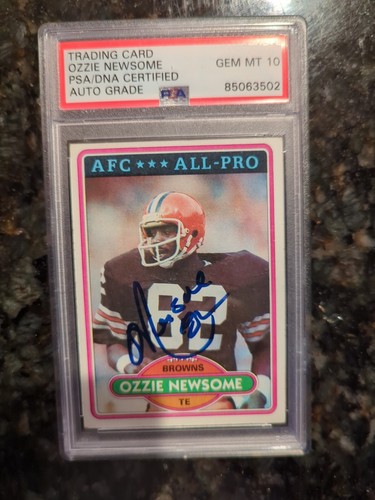 TRADING CARD
OZZIE NEWSOME
PSA/DNA CERTIFIED
AUTO GRADE
GEM MT 10
85063502
PSA
AFC ★★★ ALL-PRO
82
BROWNS
OZZIE NEWSOME
TE